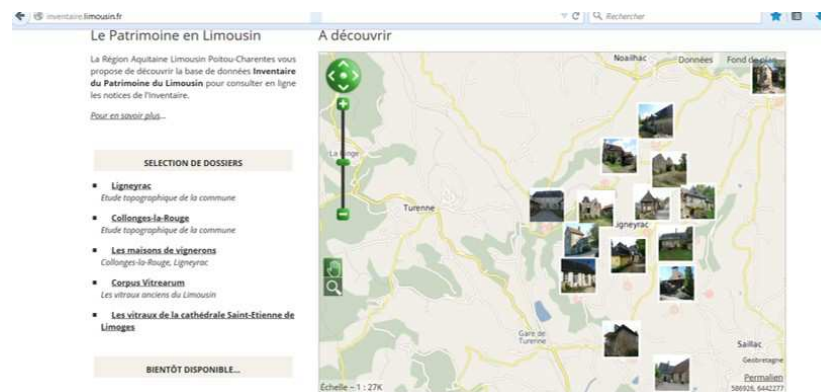 inventaire.limousin.fr
Rechercher
Le Patrimoine en Limousin
La Région Aquitaine Limousin Poitou-Charentes vous
propose de découvrir la base de données Inventaire
du Patrimoine du Limousin pour consulter en ligne
les notices de l'Inventaire.
Pour en savoir plus...
SELECTION DE DOSSIERS
Ligneyrac
Etude topographique de la commune
Collonges-la-Rouge
Etude topographique de la commune
Les maisons de vignerons
Collonges-la-Rouge, Ligneyrac
Corpus Vitrearum
Les vitraux anciens du Limousin
Les vitraux de la cathédrale Saint-Etienne de
Limoges
BIENTÔT DISPONIBLE...
A découvrir
Noailhac
Données
Fond de plan
Turenne
Ligneyrac
Gare de
Turenne
Saillac
Geobretagne
Permalien
Échelle ~ 1 : 27K
586926, 6442277